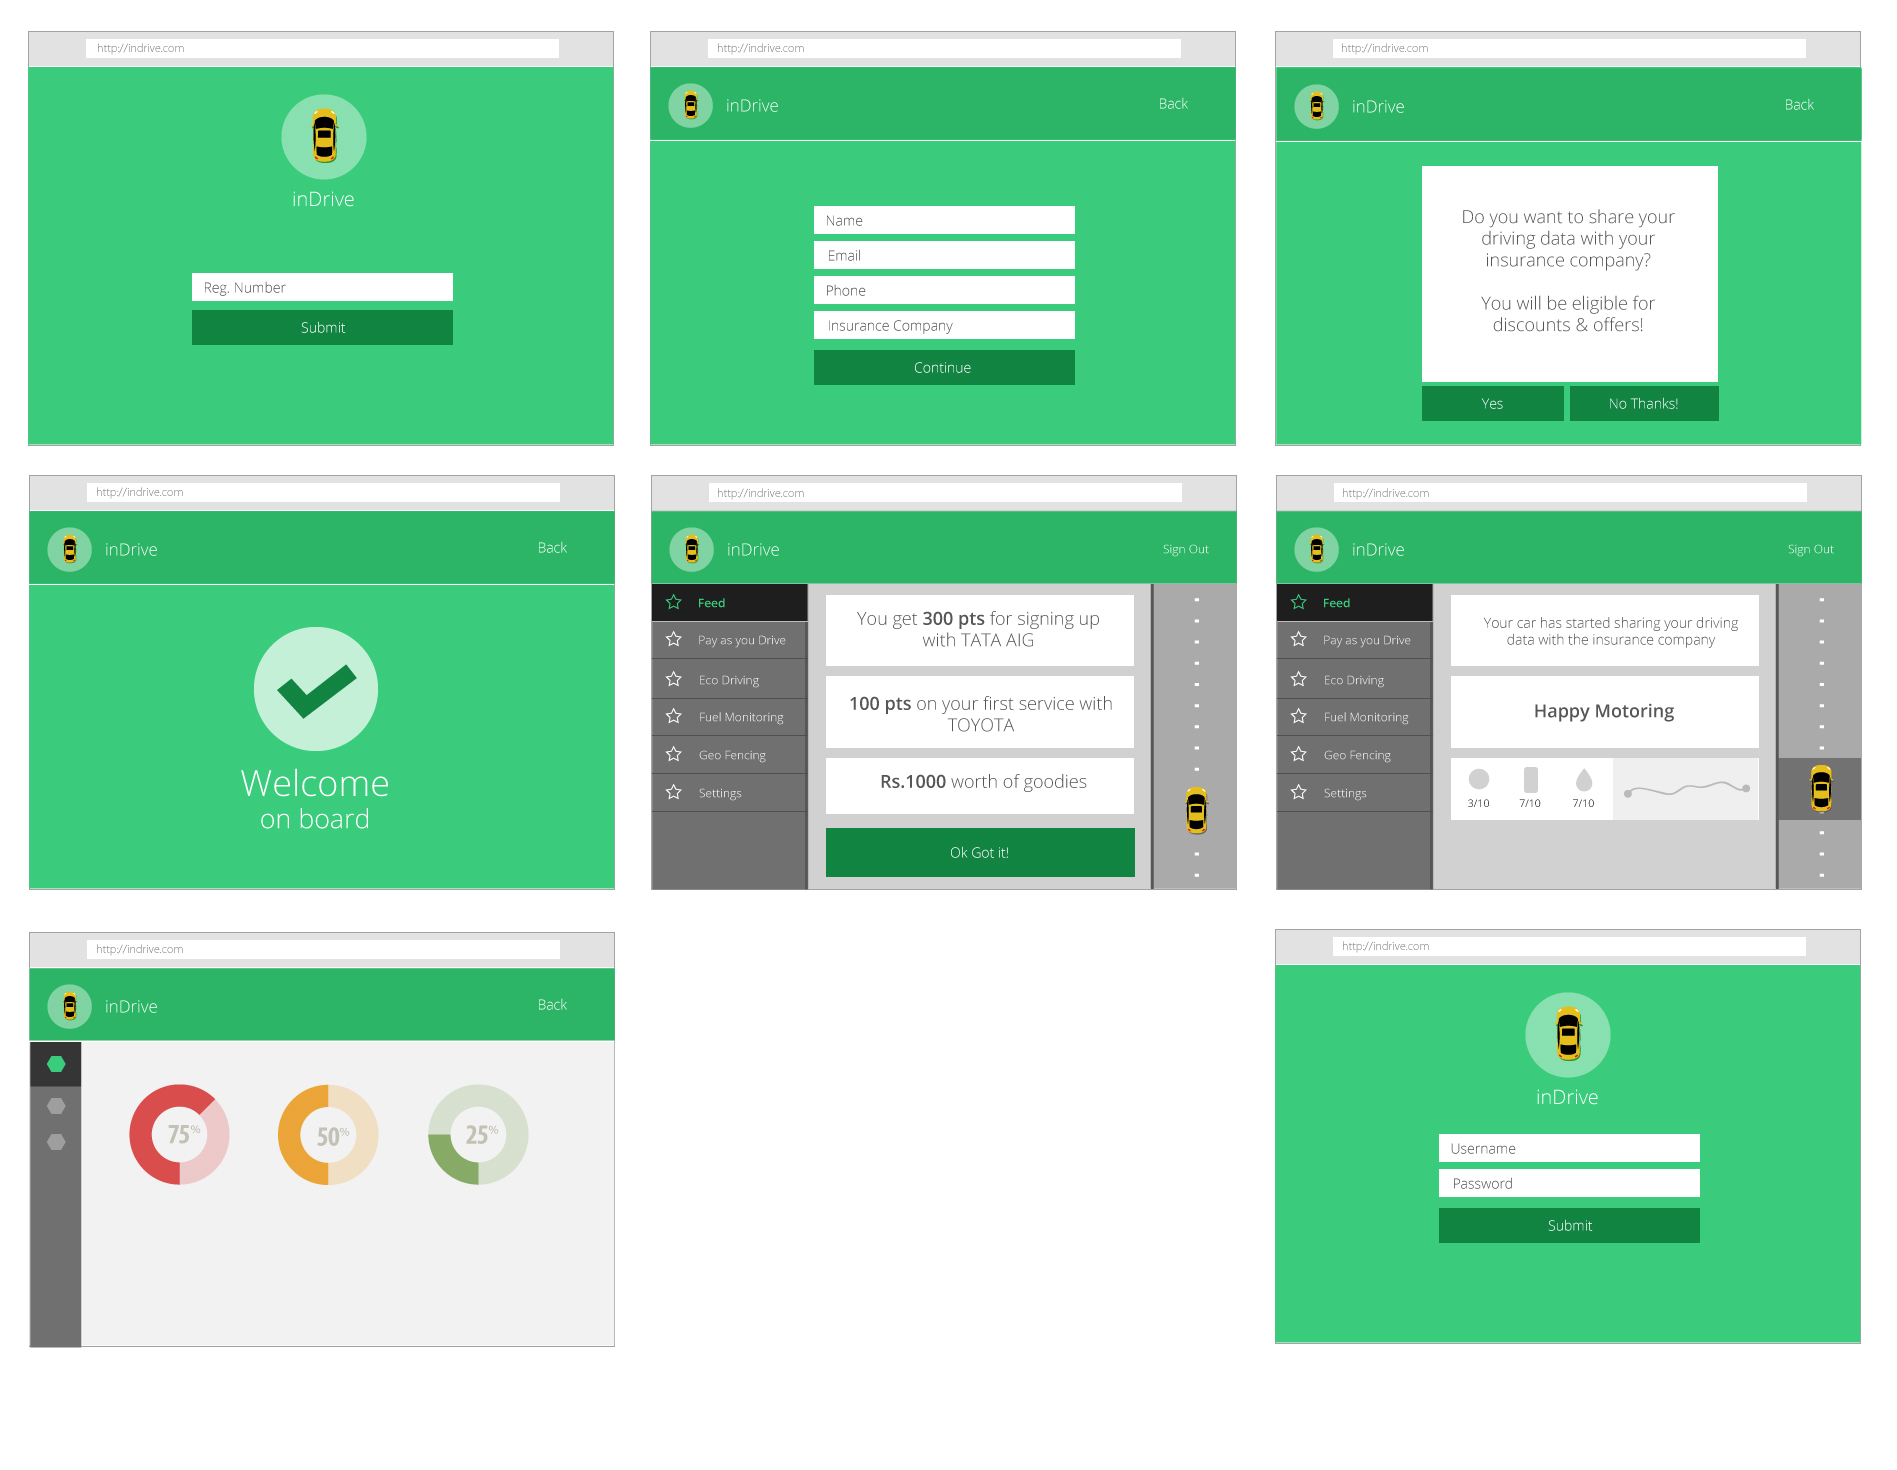 http://indrive.com
inDrive
Reg. Number
Submit
http://indrive.com
inDrive
Back
Name
Email
Phone
Insurance Company
Continue
http://indrive.com
inDrive
Back
Do you want to share your
driving data with your
insurance company?
You will be eligible for
discounts & offers!
Yes
No Thanks!
http://indrive.com
inDrive
Back
Welcome
on board
http://indrive.com
inDrive
Sign Out
Feed
Pay as you Drive
Eco Driving
Fuel Monitoring
Geo Fencing
Settings
You get 300 pts for signing up
with TATA AIG
100 pts on your first service with
TOYOTA
Rs.1000 worth of goodies
Ok Got it!
http://indrive.com
inDrive
Sign Out
Feed
Pay as you Drive
Eco Driving
Fuel Monitoring
Geo Fencing
Settings
Your car has started sharing your driving
data with the insurance company
Happy Motoring
3/10
7/10
7/10
http://indrive.com
inDrive
Back
75%
50%
25%
http://indrive.com
inDrive
Username
Password
Submit